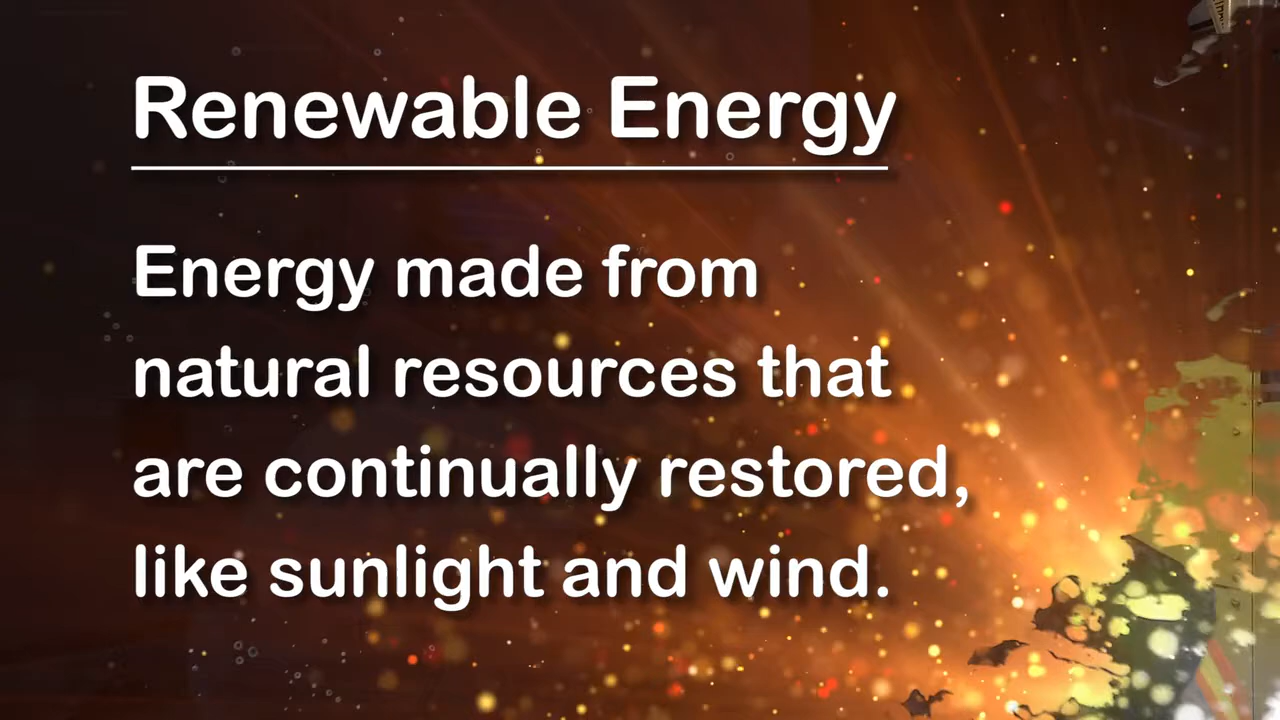 Renewable Energy
Energy made from
natural resources that
are continually restored,
like sunlight and wind.